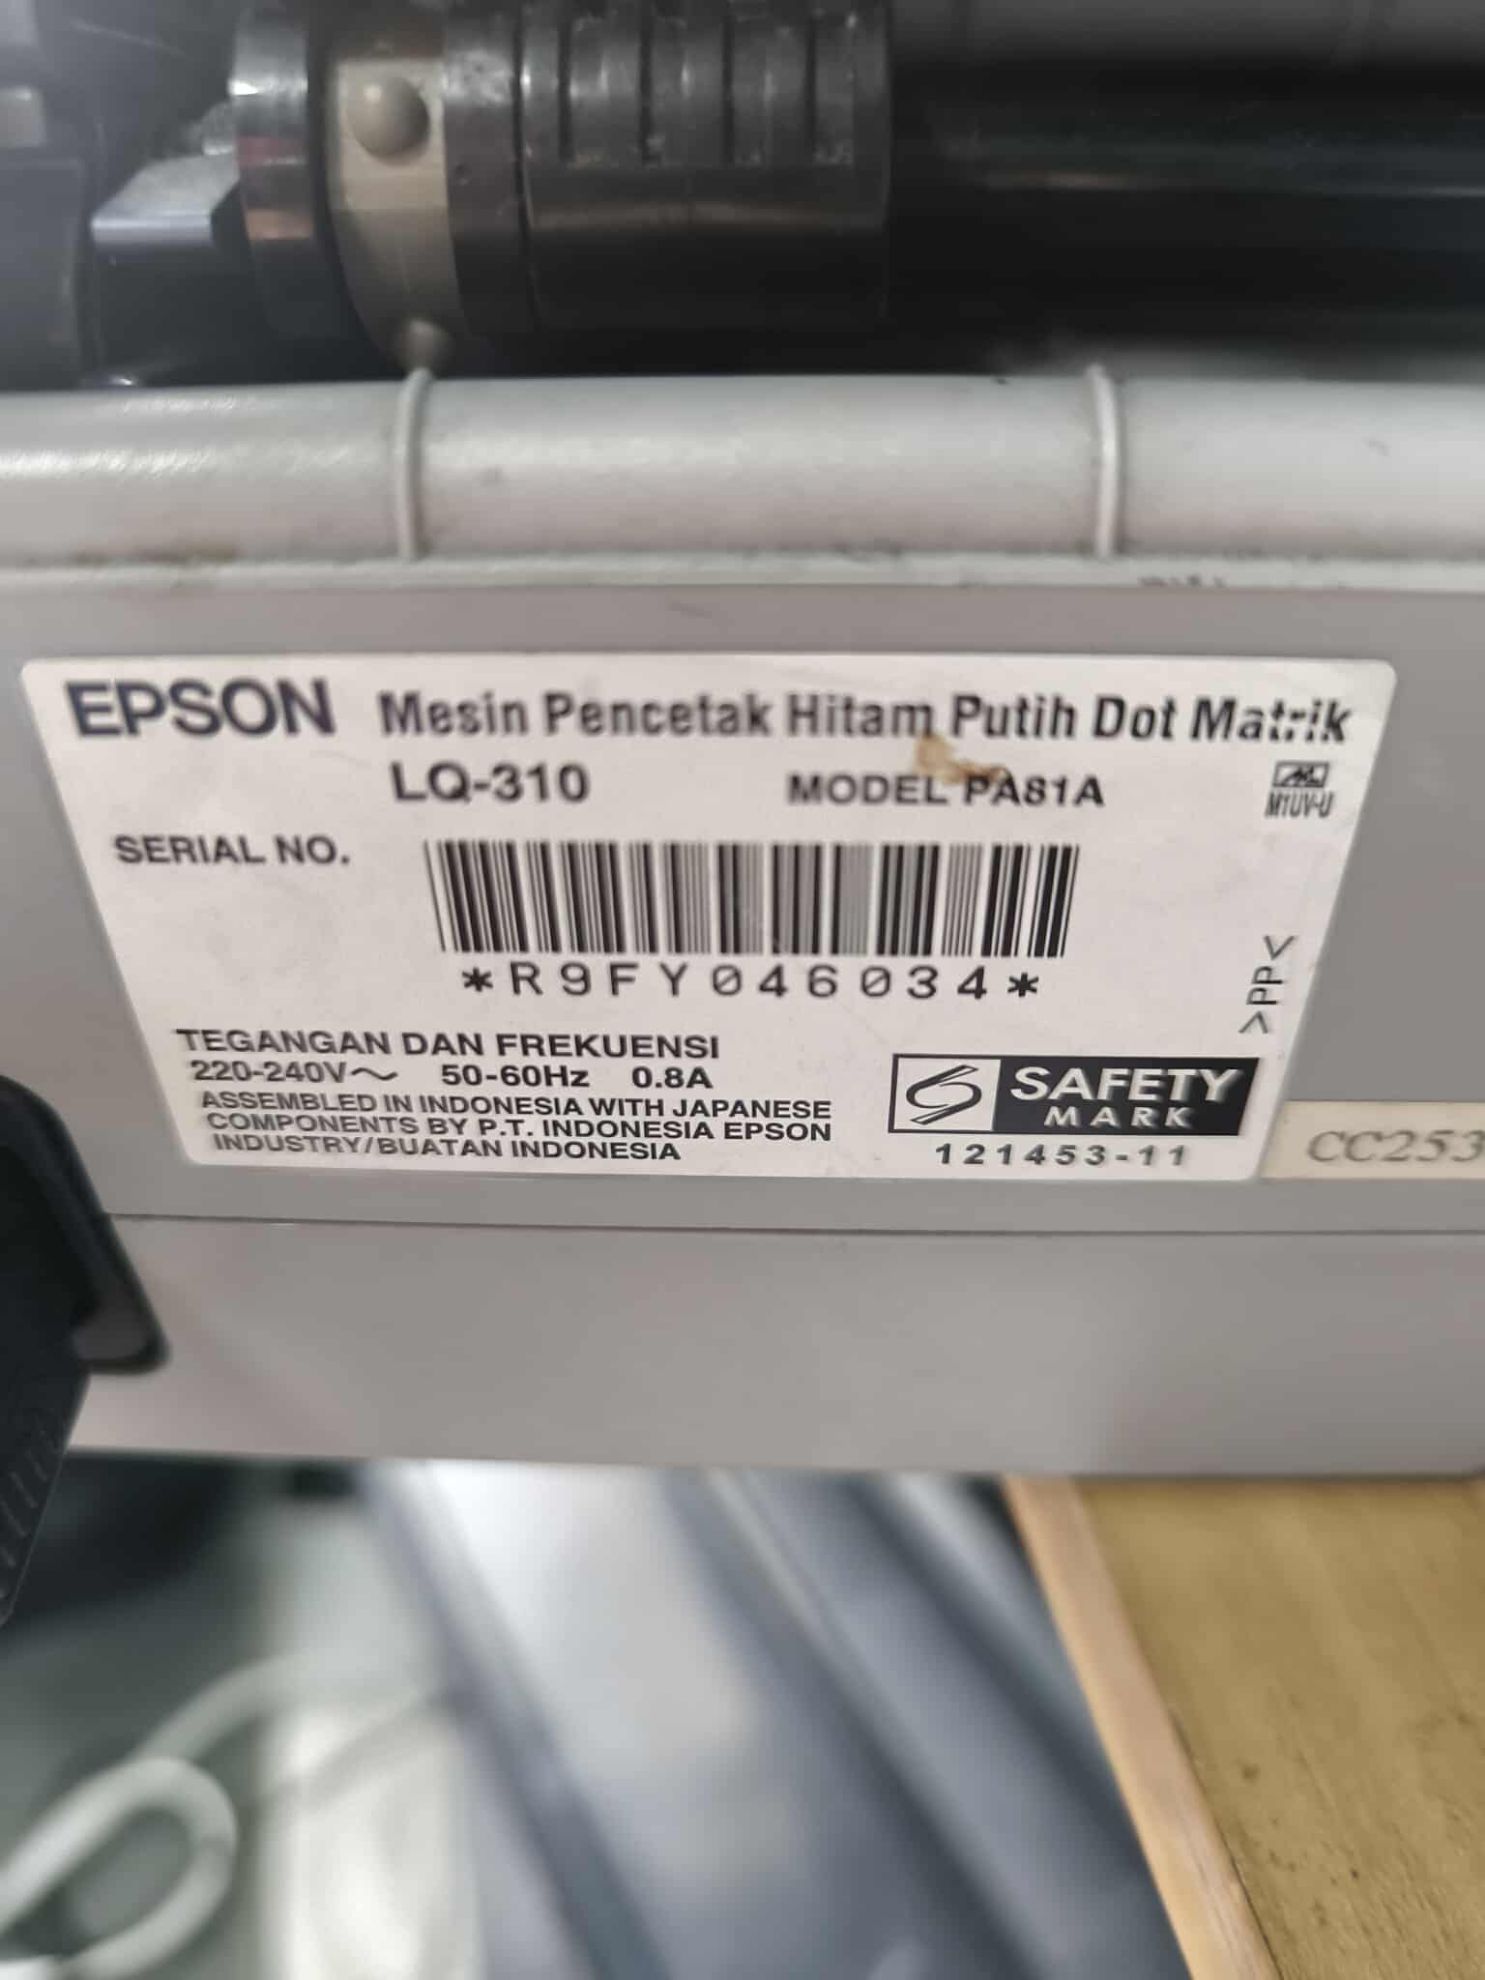 EPSON Mesin Pencetak Hitam Putih Dot Matrik
LQ-310 MODEL PA81A
M1UV-U
SERIAL NO.
*R9FY046034*
>PP<
TEGANGAN DAN FREKUENSI
220-240V~ 50-60Hz 0.8A
ASSEMBLED IN INDONESIA WITH JAPANESE
COMPONENTS BY P.T. INDONESIA EPSON
INDUSTRY/BUATAN INDONESIA
SAFETY
MARK
121453-11
CC253